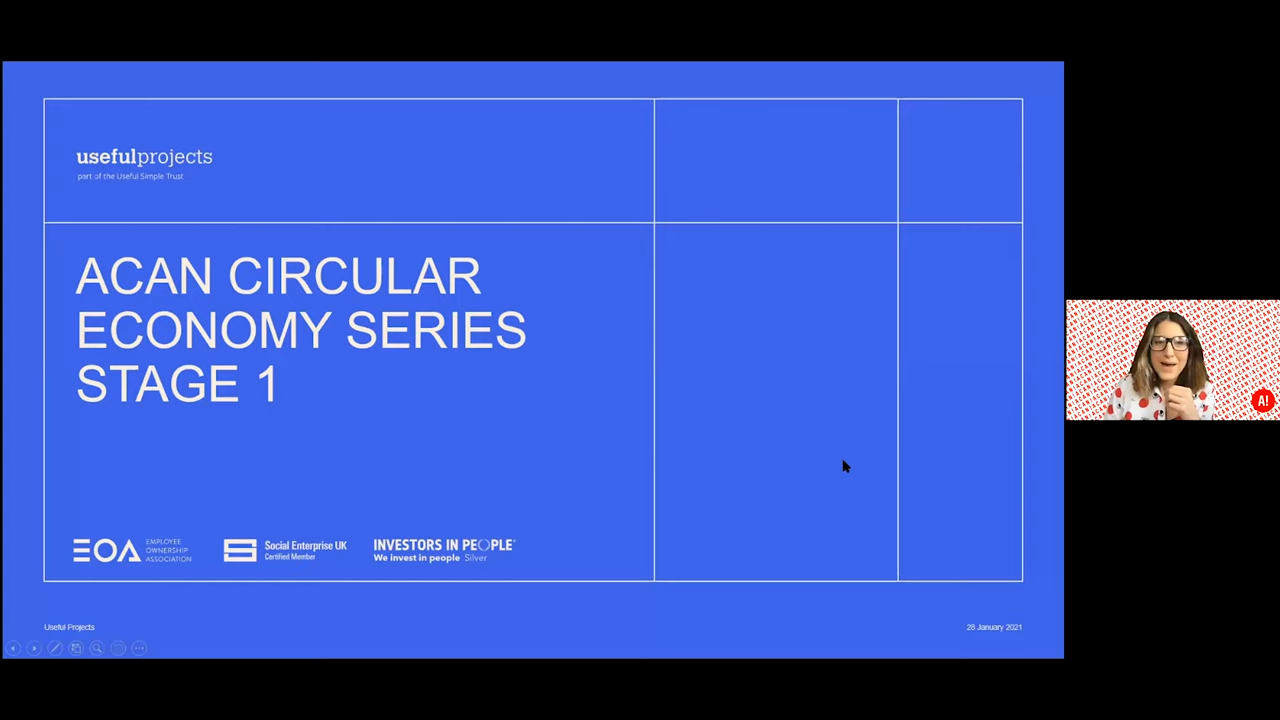 usefulprojects
part of the Useful Simple Trust
ACAN CIRCULAR
ECONOMY SERIES
STAGE 1
EOA EMPLOYEE
OWNERSHIP
ASSOCIATION
Social Enterprise UK
Certified Member
INVESTORS IN PEOPLE®
We invest in people Silver
Useful Projects
28 January 2021
A!